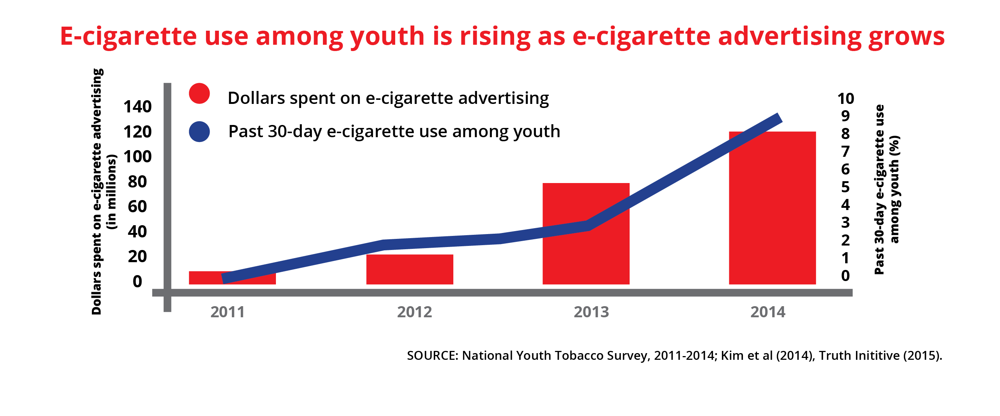 E-cigarette use among youth is rising as e-cigarette advertising grows
Dollars spent on e-cigarette advertising
(in millions)
140
120
100
80
60
40
20
0
Dollars spent on e-cigarette advertising
Past 30-day e-cigarette use among youth
10
9
8
7
6
5
4
3
2
1
0
Past 30-day e-cigarette use
among youth (%)
2011
2012
2013
2014
SOURCE: National Youth Tobacco Survey, 2011-2014; Kim et al (2014), Truth Inititive (2015).